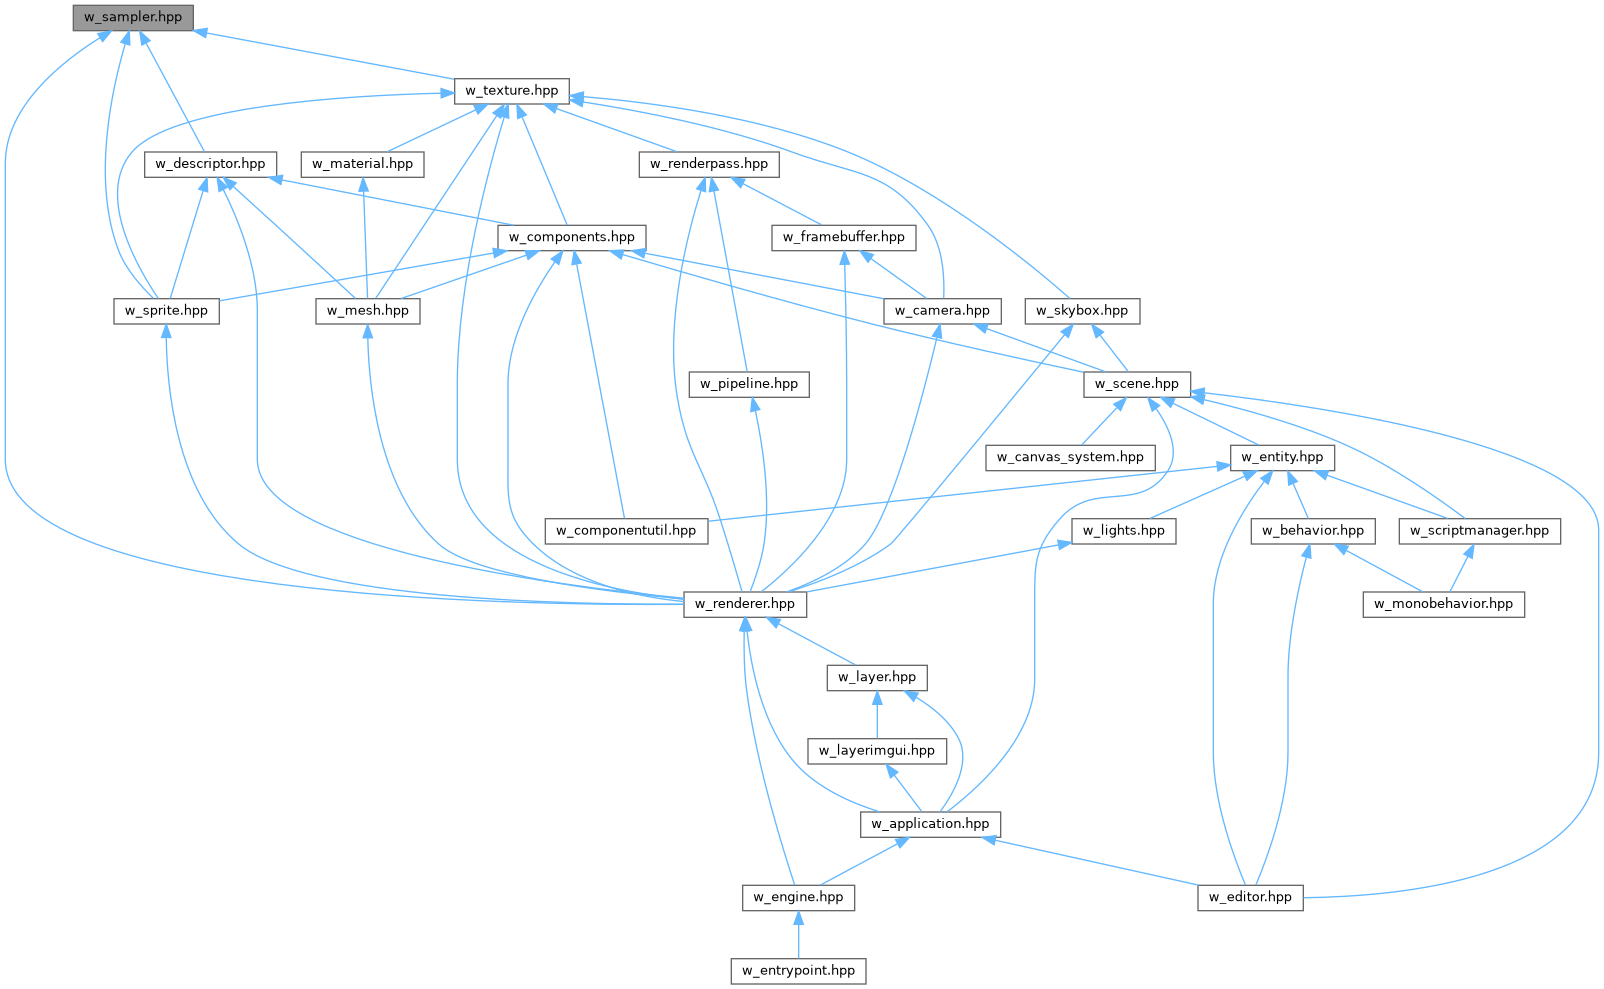 w_sampler.hpp
w_texture.hpp
w_descriptor.hpp
w_material.hpp
w_renderpass.hpp
w_components.hpp
w_framebuffer.hpp
w_sprite.hpp
w_mesh.hpp
w_camera.hpp
w_skybox.hpp
w_pipeline.hpp
w_scene.hpp
w_canvas_system.hpp
w_entity.hpp
w_componentutil.hpp
w_lights.hpp
w_behavior.hpp
w_scriptmanager.hpp
w_renderer.hpp
w_monobehavior.hpp
w_layer.hpp
w_layerimgui.hpp
w_application.hpp
w_engine.hpp
w_editor.hpp
w_entrypoint.hpp